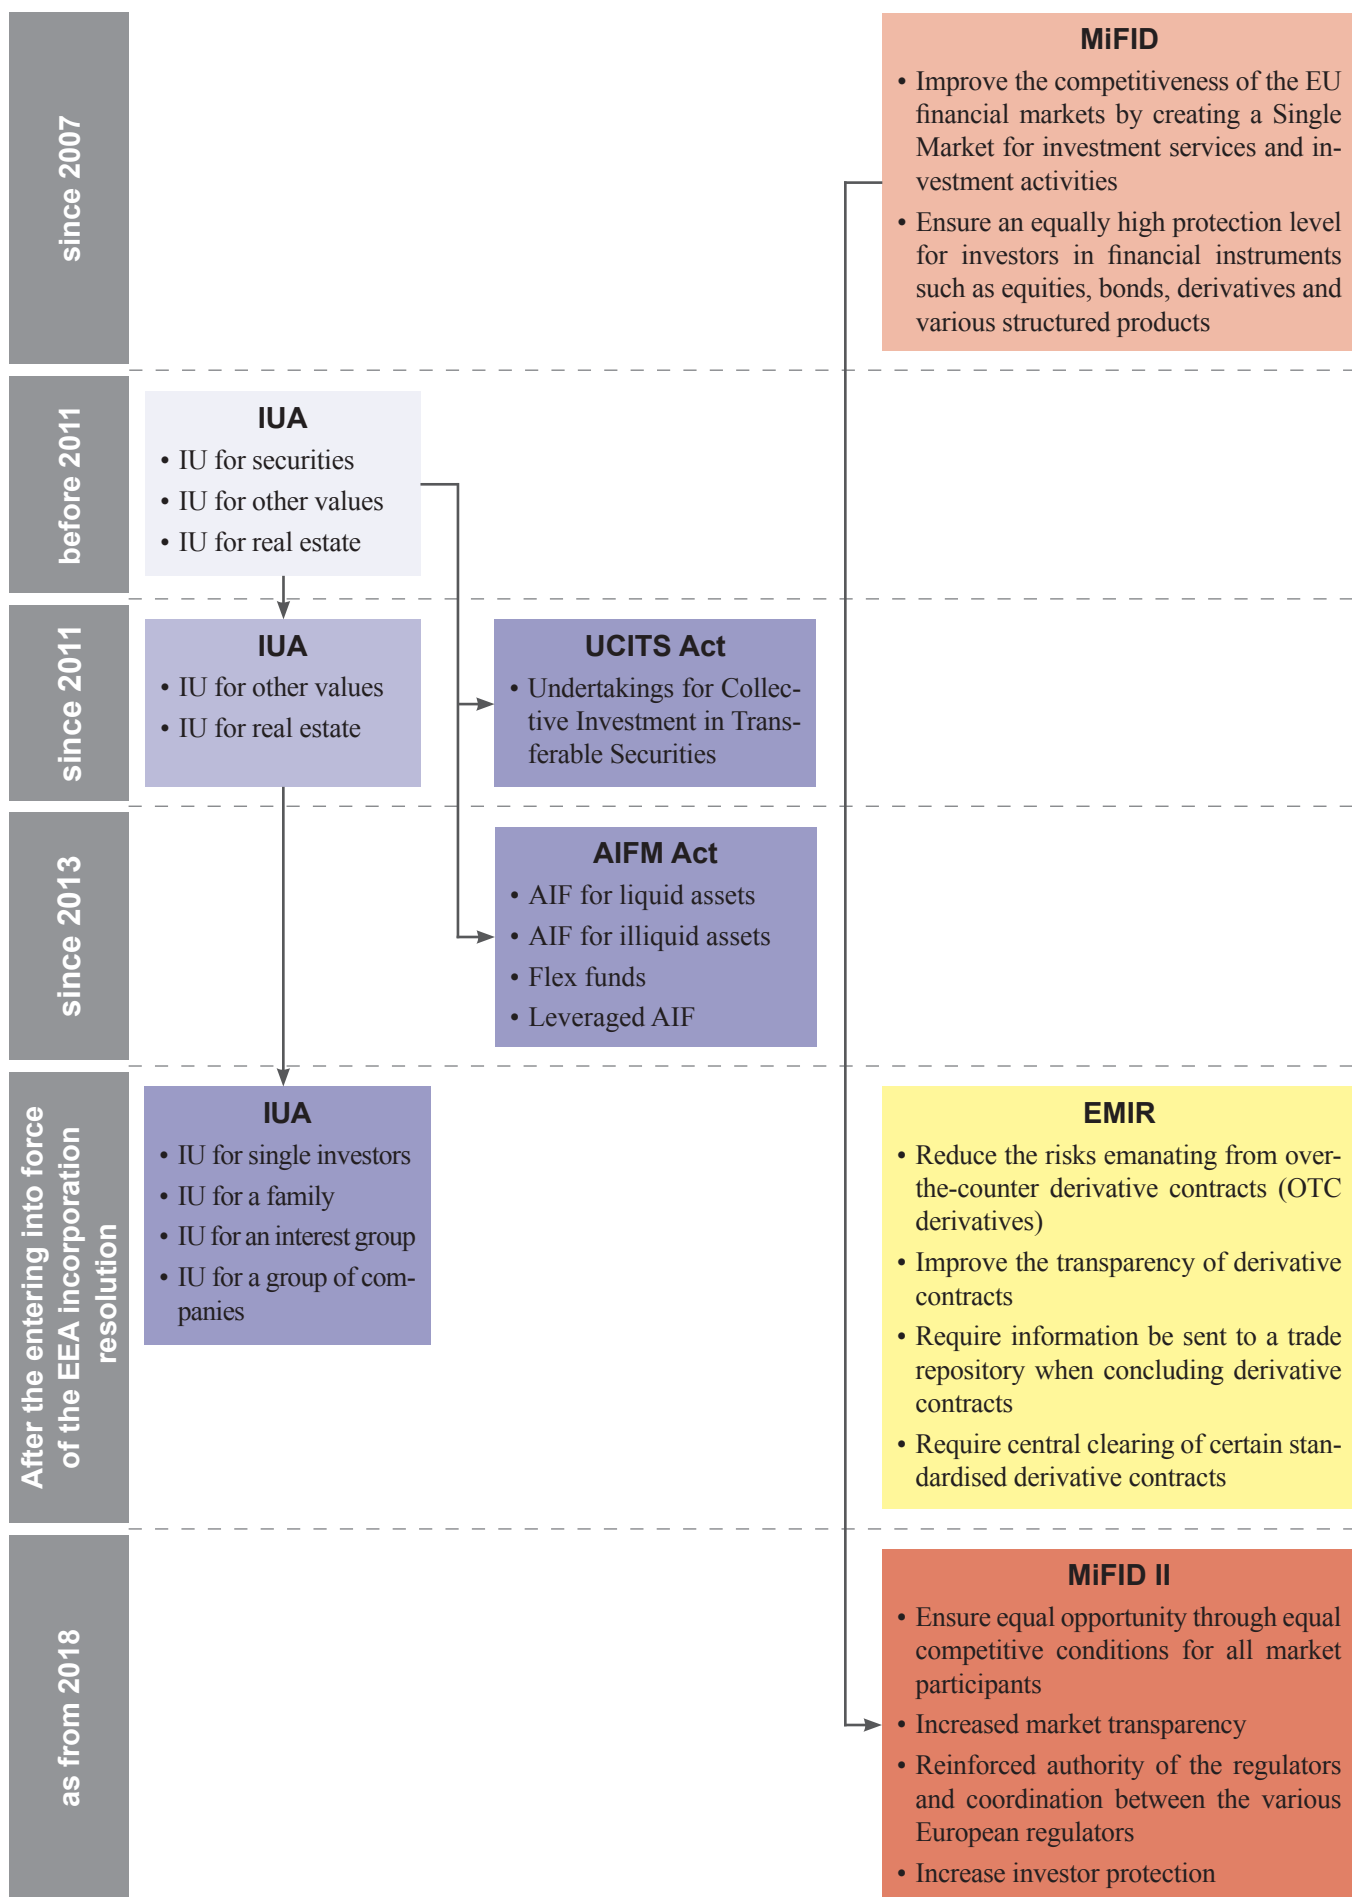 since 2007
MiFID
• Improve the competitiveness of the EU
financial markets by creating a Single
Market for investment services and in-
vestment activities
• Ensure an equally high protection level
for investors in financial instruments
such as equities, bonds, derivatives and
various structured products
before 2011
IUA
• IU for securities
• IU for other values
• IU for real estate
since 2011
IUA
• IU for other values
• IU for real estate
UCITS Act
• Undertakings for Collec-
tive Investment in Trans-
ferable Securities
since 2013
AIFM Act
• AIF for liquid assets
• AIF for illiquid assets
• Flex funds
• Leveraged AIF
After the entering into force
of the EEA incorporation
resolution
IUA
• IU for single investors
• IU for a family
• IU for an interest group
• IU for a group of com-
panies
EMIR
• Reduce the risks emanating from over-
the-counter derivative contracts (OTC
derivatives)
• Improve the transparency of derivative
contracts
• Require information be sent to a trade
repository when concluding derivative
contracts
• Require central clearing of certain stan-
dardised derivative contracts
as from 2018
MiFID II
• Ensure equal opportunity through equal
competitive conditions for all market
participants
• Increased market transparency
• Reinforced authority of the regulators
and coordination between the various
European regulators
• Increase investor protection